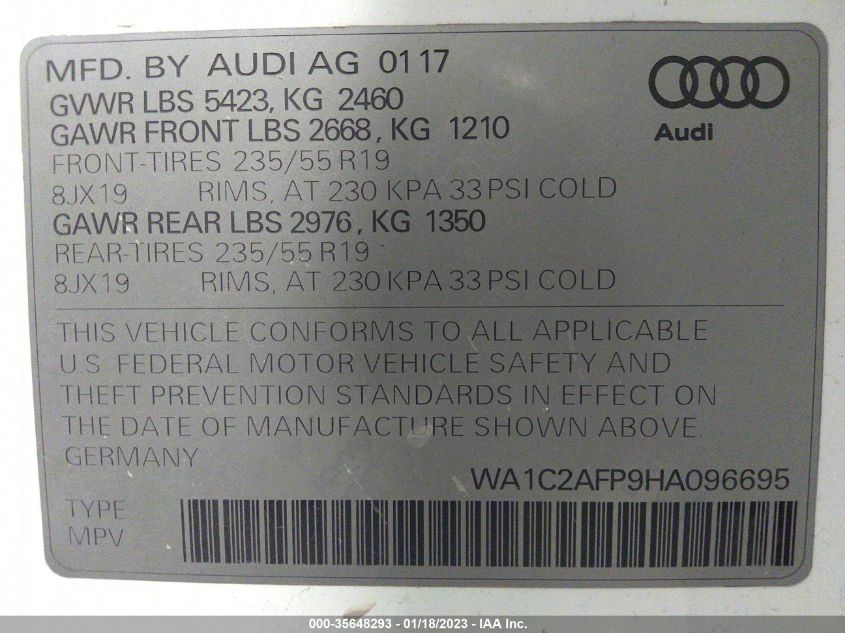 MFD. BY AUDI AG 01 17
GVWR LBS 5423, KG 2460
GAWR FRONT LBS 2668, KG 1210
FRONT-TIRES 235/55 R19
8JX19 RIMS, AT 230 KPA 33 PSI COLD
GAWR REAR LBS 2976, KG 1350
REAR-TIRES 235/55 R19
8JX19 RIMS, AT 230 KPA 33 PSI COLD
Audi
THIS VEHICLE CONFORMS TO ALL APPLICABLE
U.S. FEDERAL MOTOR VEHICLE SAFETY AND
THEFT PREVENTION STANDARDS IN EFFECT ON
THE DATE OF MANUFACTURE SHOWN ABOVE.
GERMANY
WA1C2AFP9HA096695
TYPE
MPV
000-35648293 - 01/18/2023 - IAA Inc.